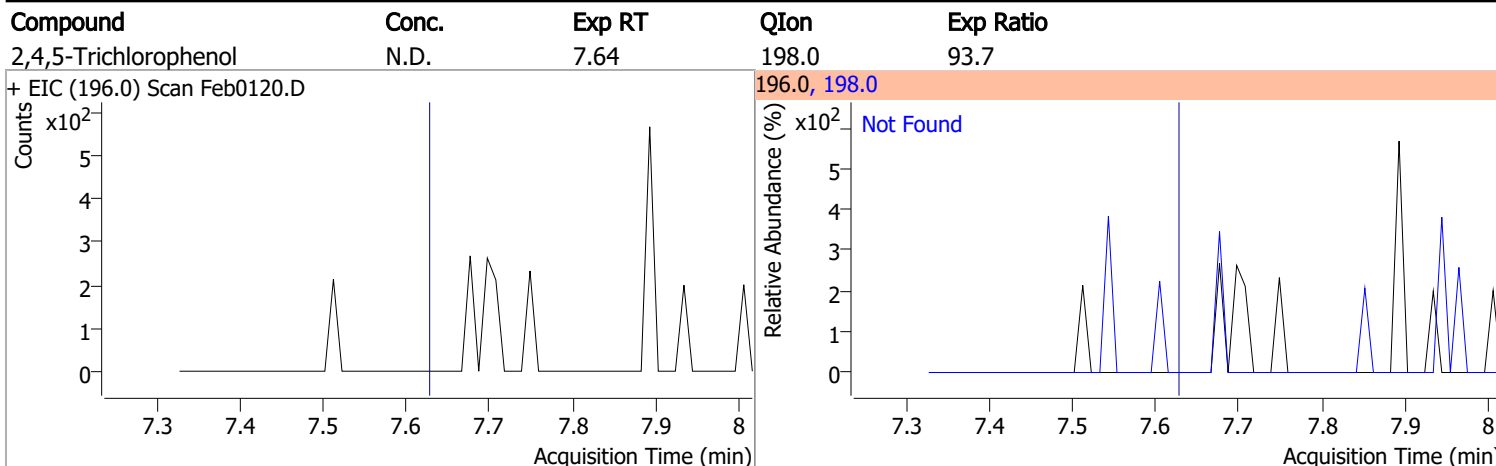 Compound Conc. Exp RT QIon Exp Ratio
2,4,5-Trichlorophenol N.D. 7.64 198.0 93.7
+ EIC (196.0) Scan Feb0120.D
Counts
x10²
5
4
3
2
1
0
7.3 7.4 7.5 7.6 7.7 7.8 7.9 8
Acquisition Time (min)
196.0, 198.0
Relative Abundance (%)
x10²
Not Found
5
4
3
2
1
0
7.3 7.4 7.5 7.6 7.7 7.8 7.9 8
Acquisition Time (min)